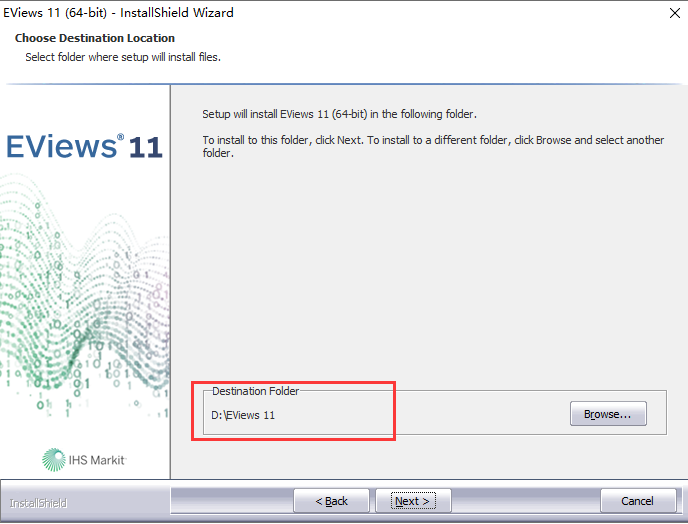 EViews 11 (64-bit) - InstallShield Wizard
Choose Destination Location
Select folder where setup will install files.
EViews® 11
Setup will install EViews 11 (64-bit) in the following folder.
To install to this folder, click Next. To install to a different folder, click Browse and select another
folder.
Destination Folder
D:\EViews 11
Browse...
IHS Markit
InstallShield
< Back
Next >
Cancel